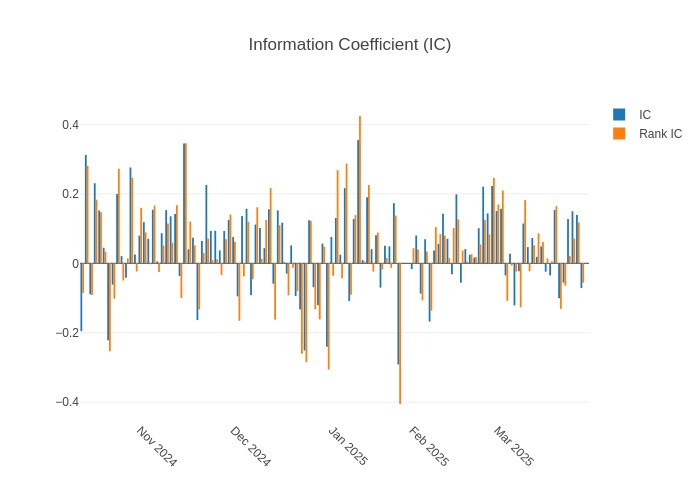 Information Coefficient (IC)
IC
Rank IC
0.4
0.2
0
−0.2
−0.4
Nov 2024
Dec 2024
Jan 2025
Feb 2025
Mar 2025